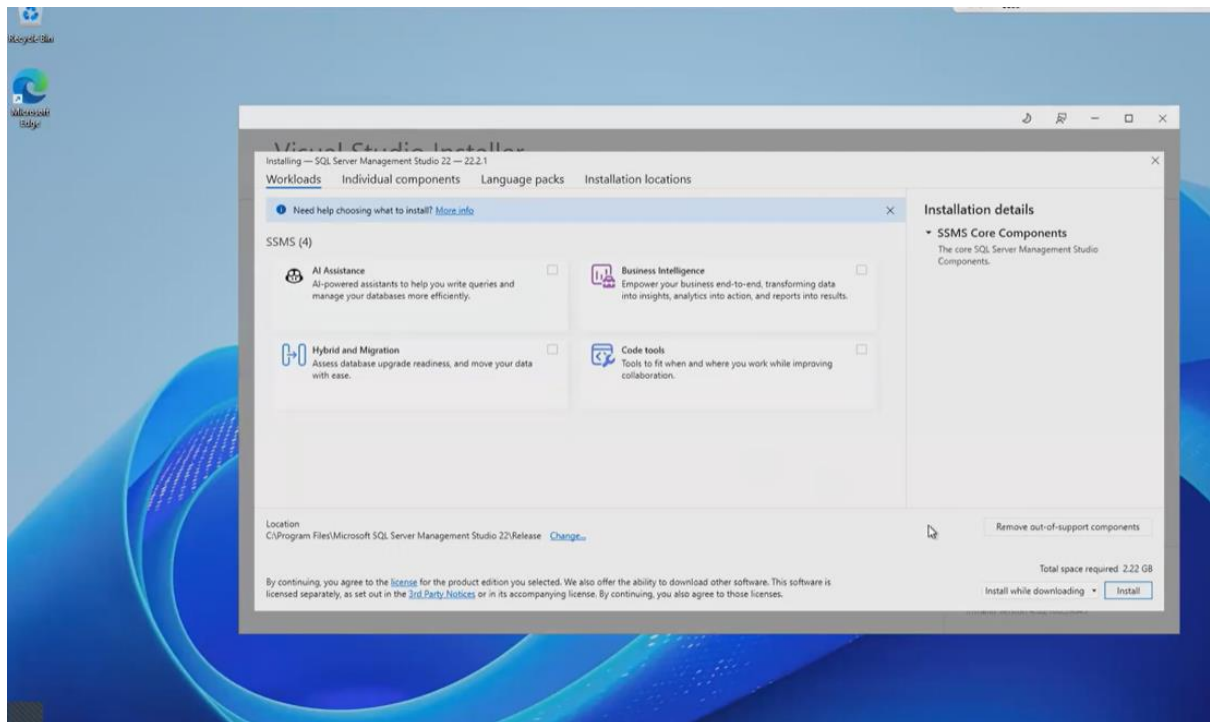 Recycle Bin
Microsoft
Edge
Visual Studio Installer
Installing — SQL Server Management Studio 22 — 22.2.1
Workloads Individual components Language packs Installation locations
Need help choosing what to install? More info
SSMS (4)
AI Assistance
AI-powered assistants to help you write queries and
manage your databases more efficiently.
Business Intelligence
Empower your business end-to-end, transforming data
into insights, analytics into action, and reports into results.
Hybrid and Migration
Assess database upgrade readiness, and move your data
with ease.
Code tools
Tools to fit when and where you work while improving
collaboration.
Installation details
SSMS Core Components
The core SQL Server Management Studio
Components.
Location
C:\Program Files\Microsoft SQL Server Management Studio 22\Release Change...
Remove out-of-support components
Total space required 2.22 GB
By continuing, you agree to the license for the product edition you selected. We also offer the ability to download other software. This software is
licensed separately, as set out in the 3rd Party Notices or in its accompanying license. By continuing, you also agree to those licenses.
Install while downloading Install